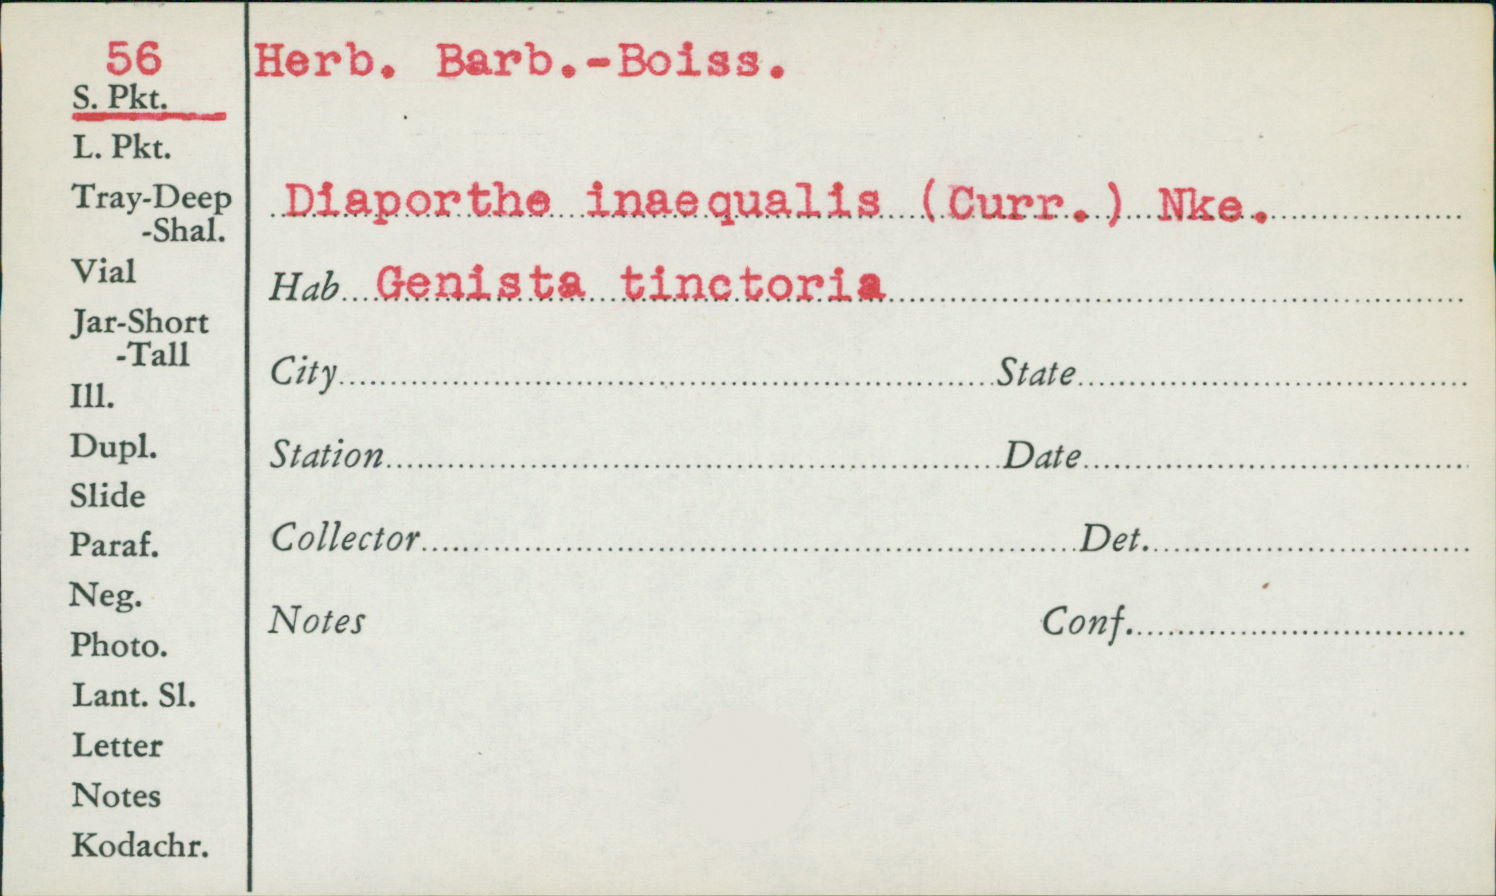 56
S. Pkt.
L. Pkt.
Tray-Deep
-Shal.
Vial
Jar-Short
-Tall
Ill.
Dupl.
Slide
Paraf.
Neg.
Photo.
Lant. Sl.
Letter
Notes
Kodachr.
Herb. Barb.-Boiss.
Diaporthe inaequalis (Curr.) Nke.
Hab. Genista tinctoria
City State
Station Date
Collector Det.
Notes Conf.